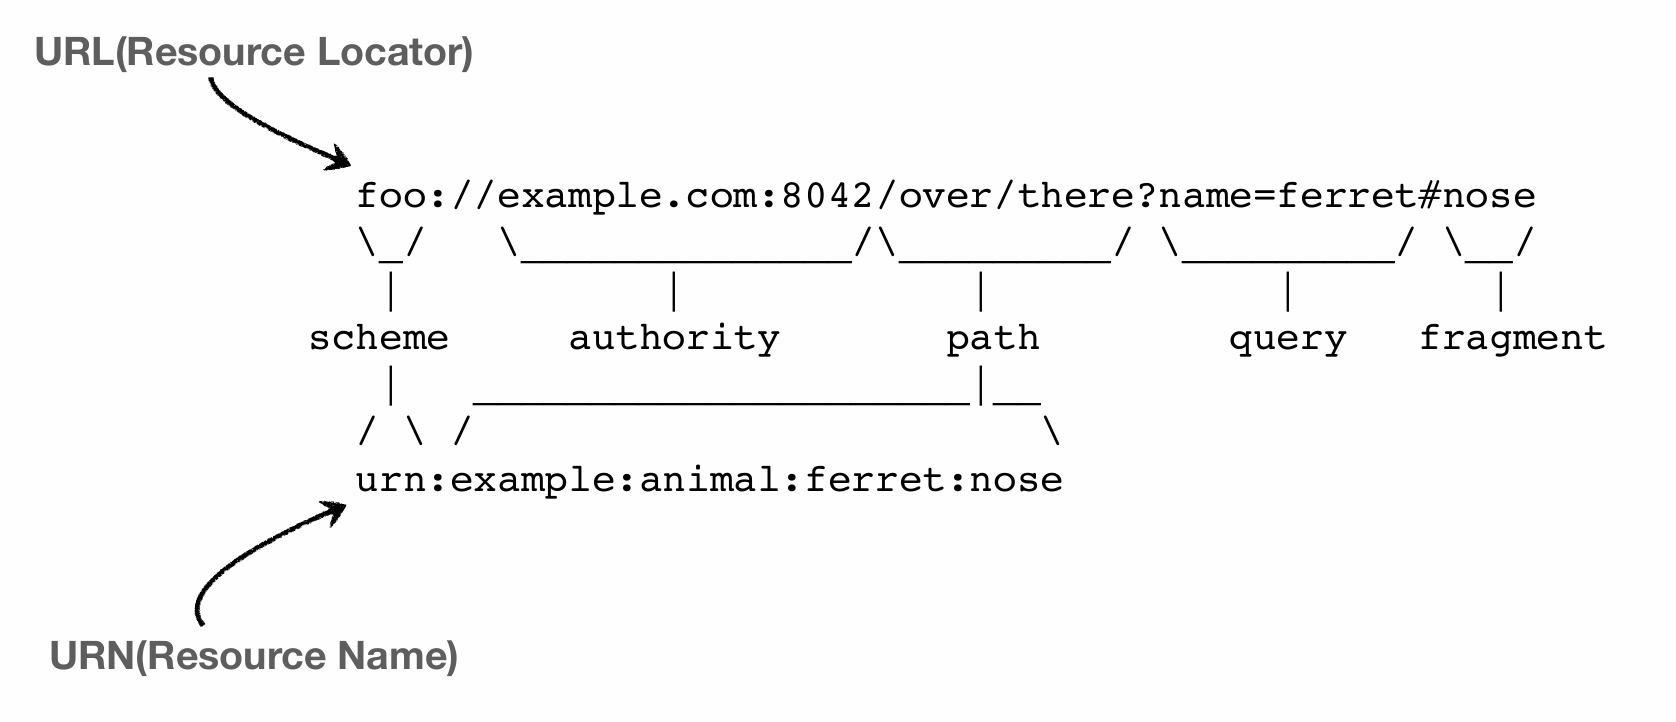 URL(Resource Locator)
foo://example.com:8042/over/there?name=ferret#nose
scheme authority path query fragment
urn:example:animal:ferret:nose
URN(Resource Name)